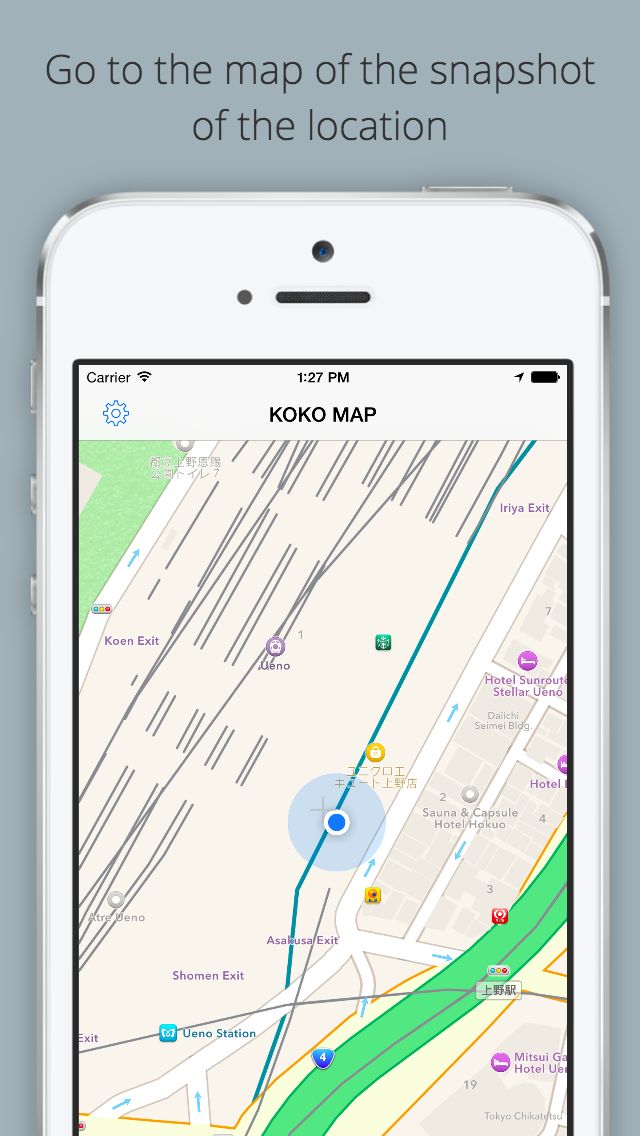 Go to the map of the snapshot
of the location
Carrier
1:27 PM
KOKO MAP
都立上野恩賜
公園トイレ 7
Iriya Exit
7
Koen Exit
1
Ueno
Hotel Sunroute
Stellar Ueno
Daiichi
Seimei Bldg.
ユニクロエ
キュート上野店
Hotel
2
Sauna & Capsule
Hotel Hokuo
4
3
Atre Ueno
Asakusa Exit
Shomen Exit
上野駅
Exit
Ueno Station
4
Mitsui Ga
Hotel Uen
19
Tokyo Chikatetsu